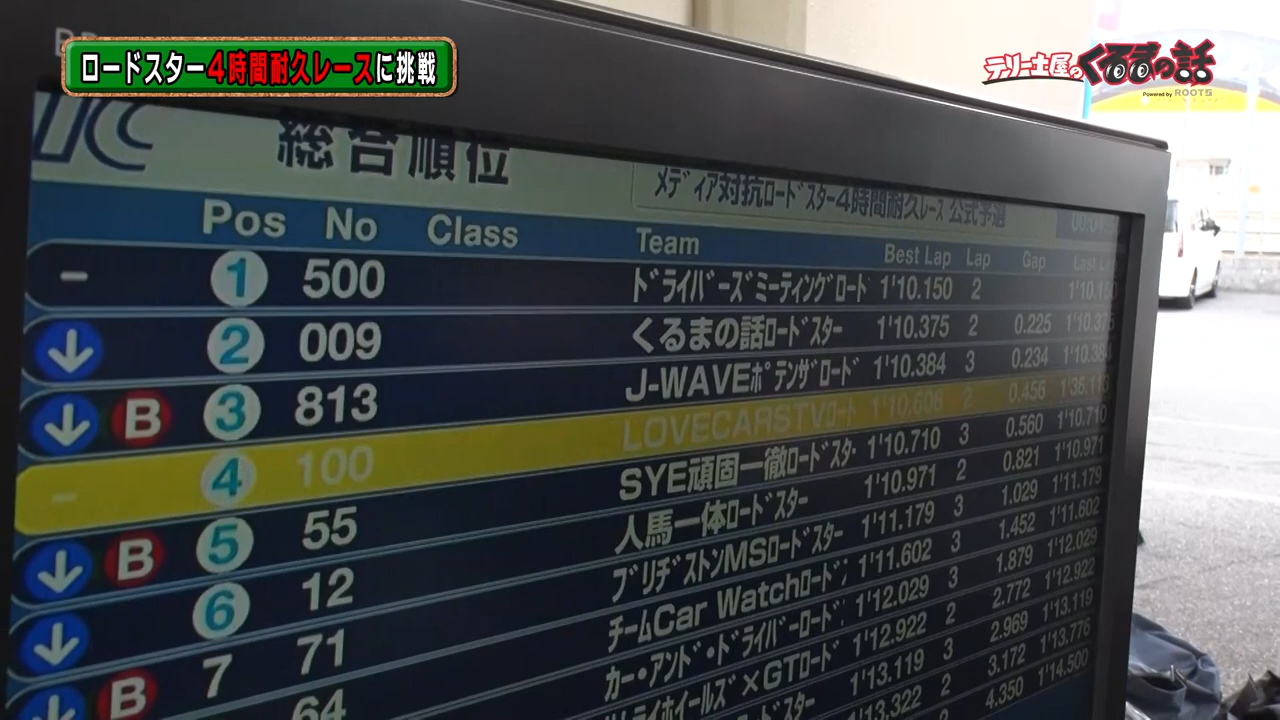 ロードスター4時間耐久レースに挑戦
テリー土屋のくるまの話
Powered by ROOTS
総合順位
メディア対抗ロードスター4時間耐久レース 公式予選
Pos No Class Team Best Lap Lap Gap
1 500 ドライバーズミーティングロード 1'10.150 2
2 009 くるまの話ロードスター 1'10.375 2 0.225
B 3 813 J-WAVEポテンザロード 1'10.384 3 0.234
4 100 LOVECARSTVロード 1'10.606 2 0.456
B 5 55 SYE頑固一徹ロードスター 1'10.710 3 0.560 1'10.710
6 12 人馬一体ロードスター 1'10.971 2 0.821 1'10.971
B 7 71 ブリヂストンMSロードスター 1'11.179 3 1.029 1'11.179
64 チームCar Watchロード 1'11.602 3 1.452 1'11.602
カー・アンド・ドライバーロード 1'12.029 3 1.879 1'12.029
ホイールズ×GTロード 1'12.922 2 2.772 1'12.922
ロードスター 1'13.119 3 2.969 1'13.119
1'13.322 2 3.172 1'13.776
4.350 1'14.500